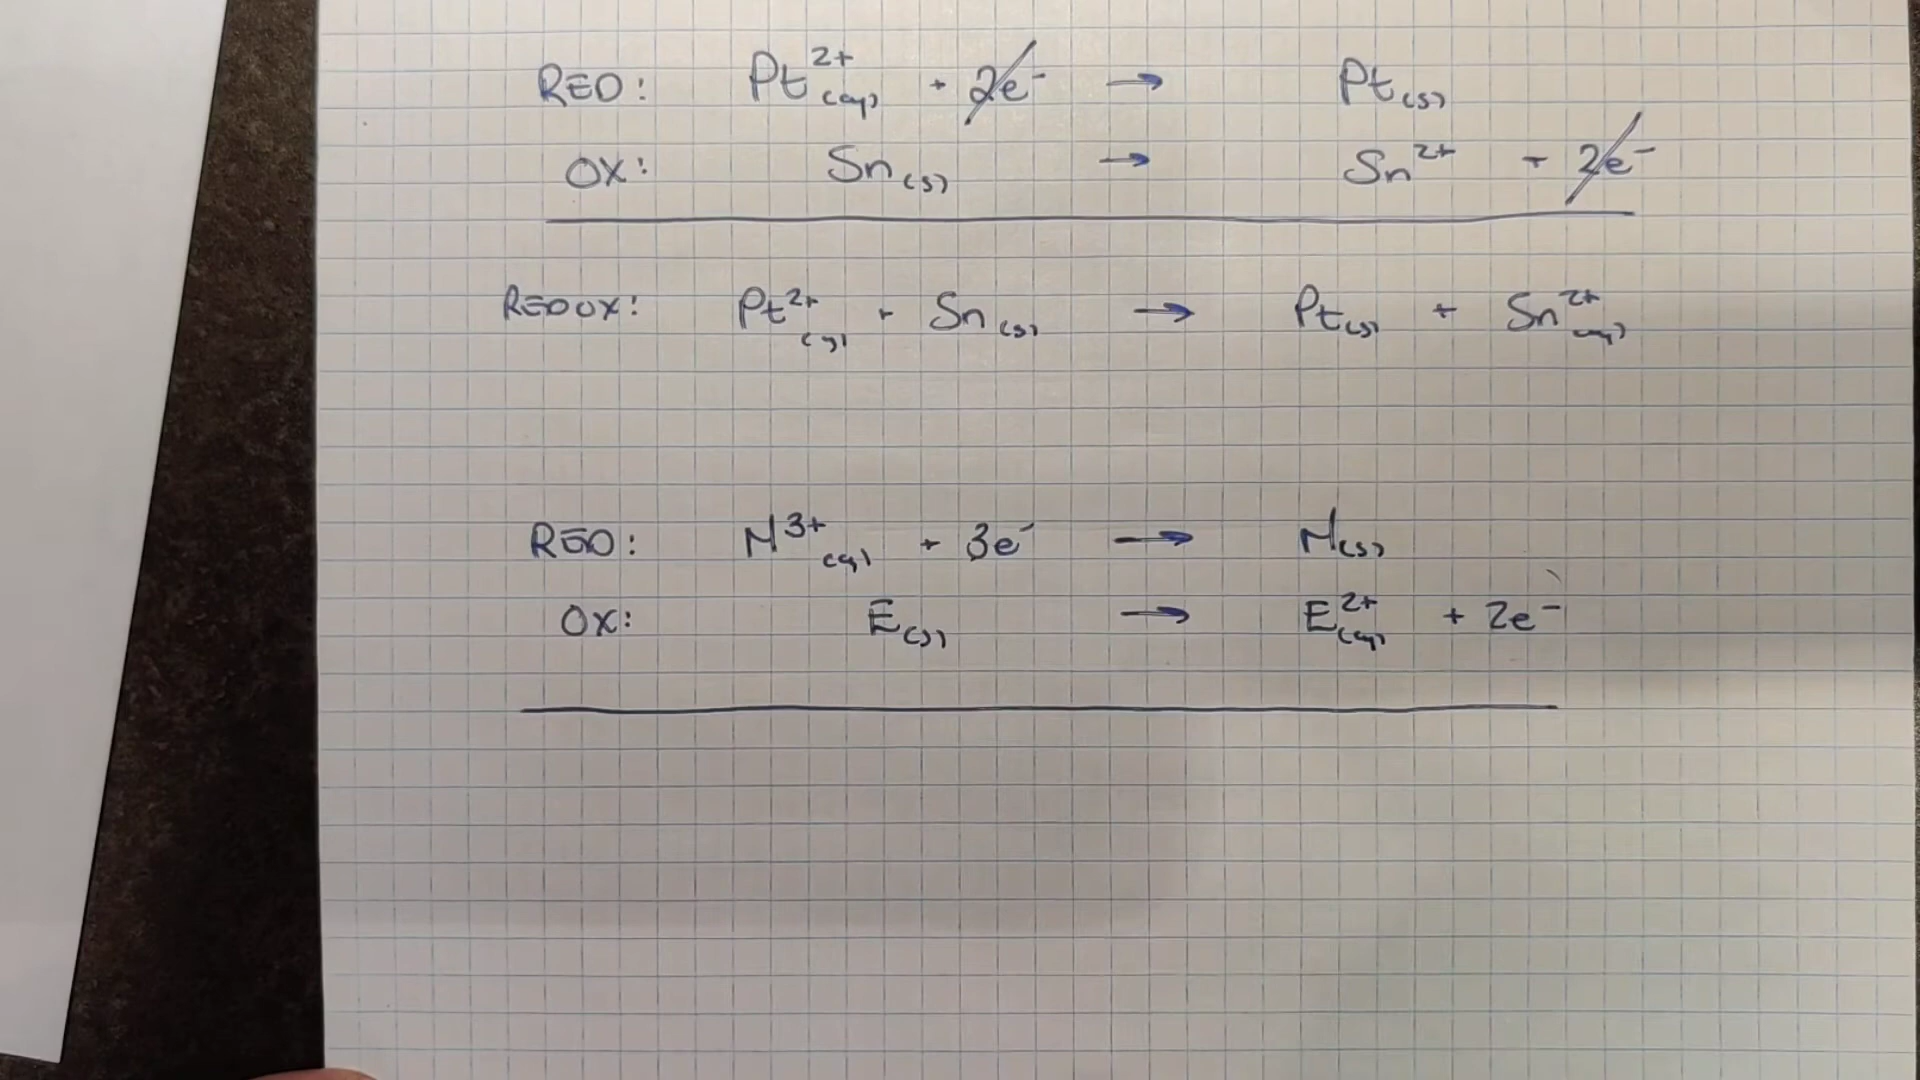 RED: Pt²⁺(aq) + 2e⁻ → Pt(s)
OX: Sn(s) → Sn²⁺ + 2e⁻
REDOX: Pt²⁺(aq) + Sn(s) → Pt(s) + Sn²⁺(aq)
RED: M³⁺(aq) + 3e⁻ → M(s)
OX: E(s) → E²⁺(aq) + 2e⁻